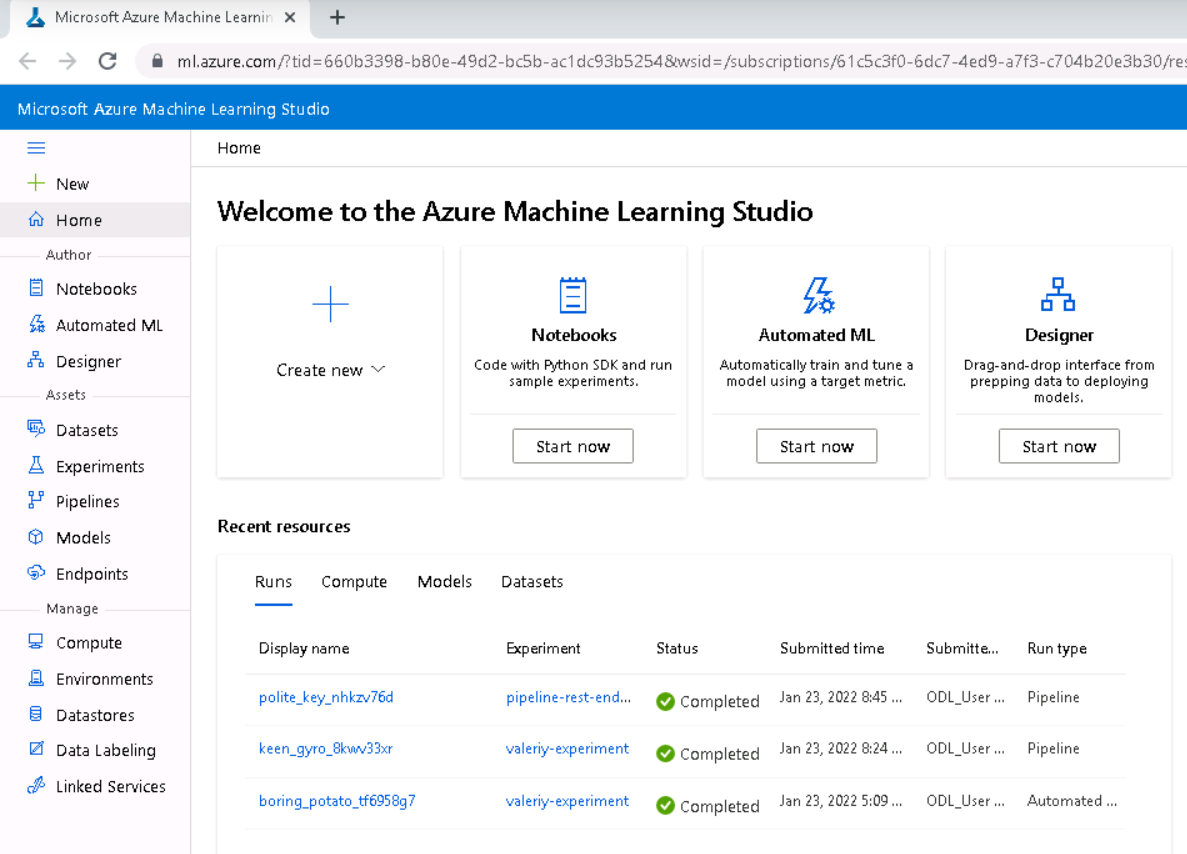 Microsoft Azure Machine Learnin
ml.azure.com/?tid=660b3398-b80e-49d2-bc5b-ac1dc93b5254&wsid=/subscriptions/61c5c3f0-6dc7-4ed9-a7f3-c704b20e3b30/res
Microsoft Azure Machine Learning Studio
New
Home
Author
Notebooks
Automated ML
Designer
Assets
Datasets
Experiments
Pipelines
Models
Endpoints
Manage
Compute
Environments
Datastores
Data Labeling
Linked Services
Home
Welcome to the Azure Machine Learning Studio
Create new
Notebooks
Code with Python SDK and run
sample experiments.
Start now
Automated ML
Automatically train and tune a
model using a target metric.
Start now
Designer
Drag-and-drop interface from
prepping data to deploying
models.
Start now
Recent resources
Runs Compute Models Datasets
Display name Experiment Status Submitted time Submitte... Run type
polite_key_nhkzv76d pipeline-rest-end... Completed Jan 23, 2022 8:45 ... ODL_User ... Pipeline
keen_gyro_8kwv33xr valeriy-experiment Completed Jan 23, 2022 8:24 ... ODL_User ... Pipeline
boring_potato_tf6958g7 valeriy-experiment Completed Jan 23, 2022 5:09 ... ODL_User ... Automated ...